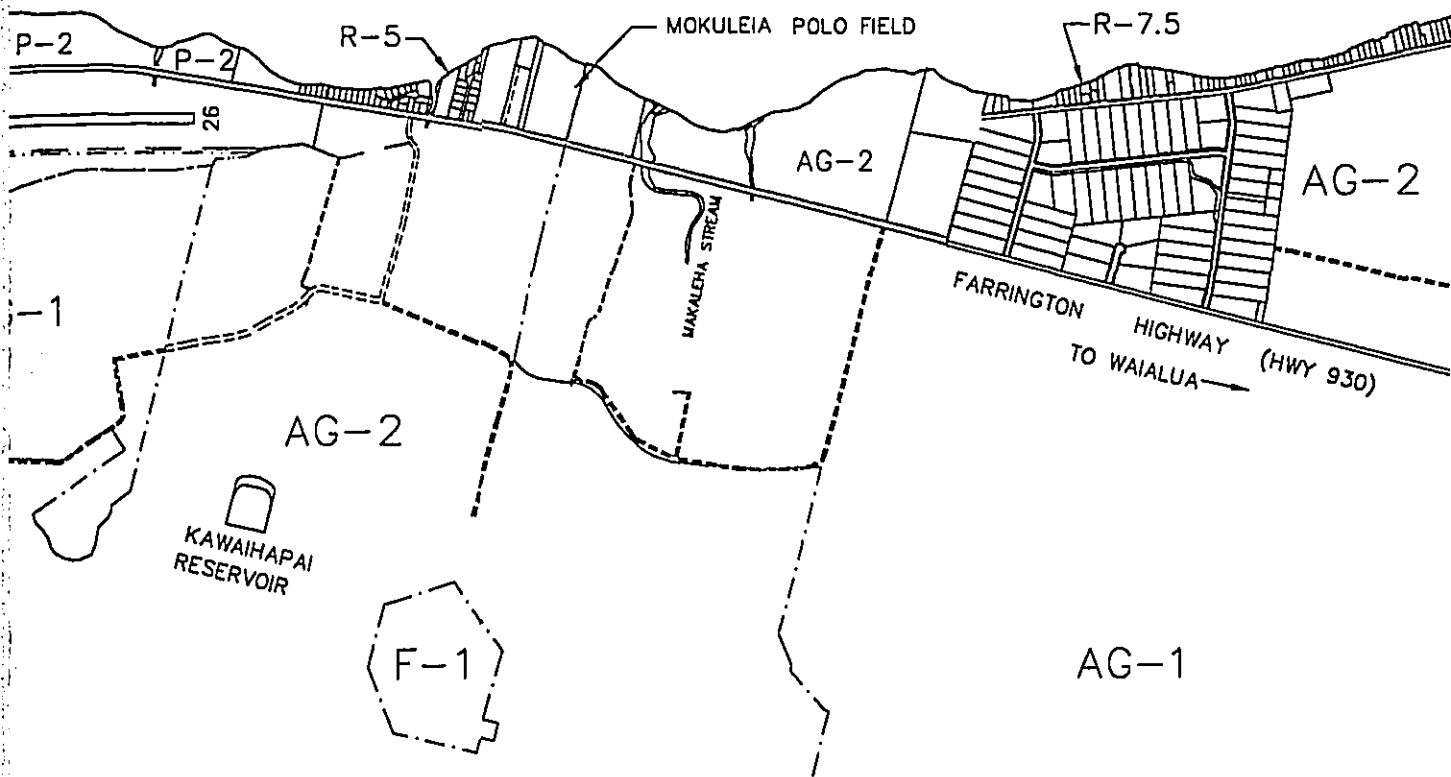 P-2
P-2
R-5
MOKULEIA POLO FIELD
R-7.5
26
AG-2
AG-2
MAKALEHA STREAM
-1
FARRINGTON HIGHWAY (HWY 930)
TO WAIALUA
AG-2
KAWAIHAPAI
RESERVOIR
F-1
AG-1